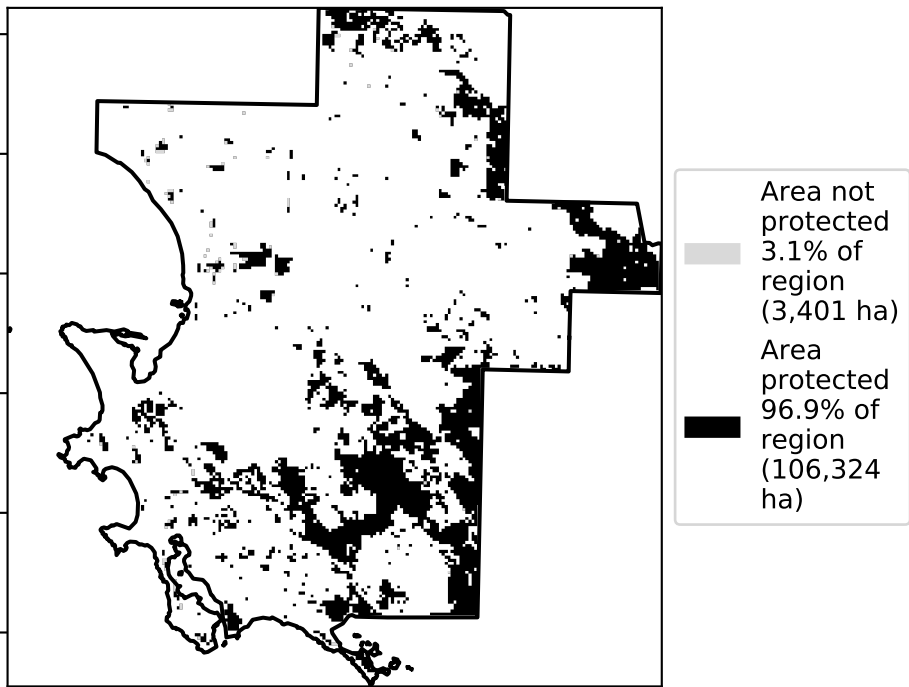 Area not
protected
3.1% of
region
(3,401 ha)
Area
protected
96.9% of
region
(106,324
ha)